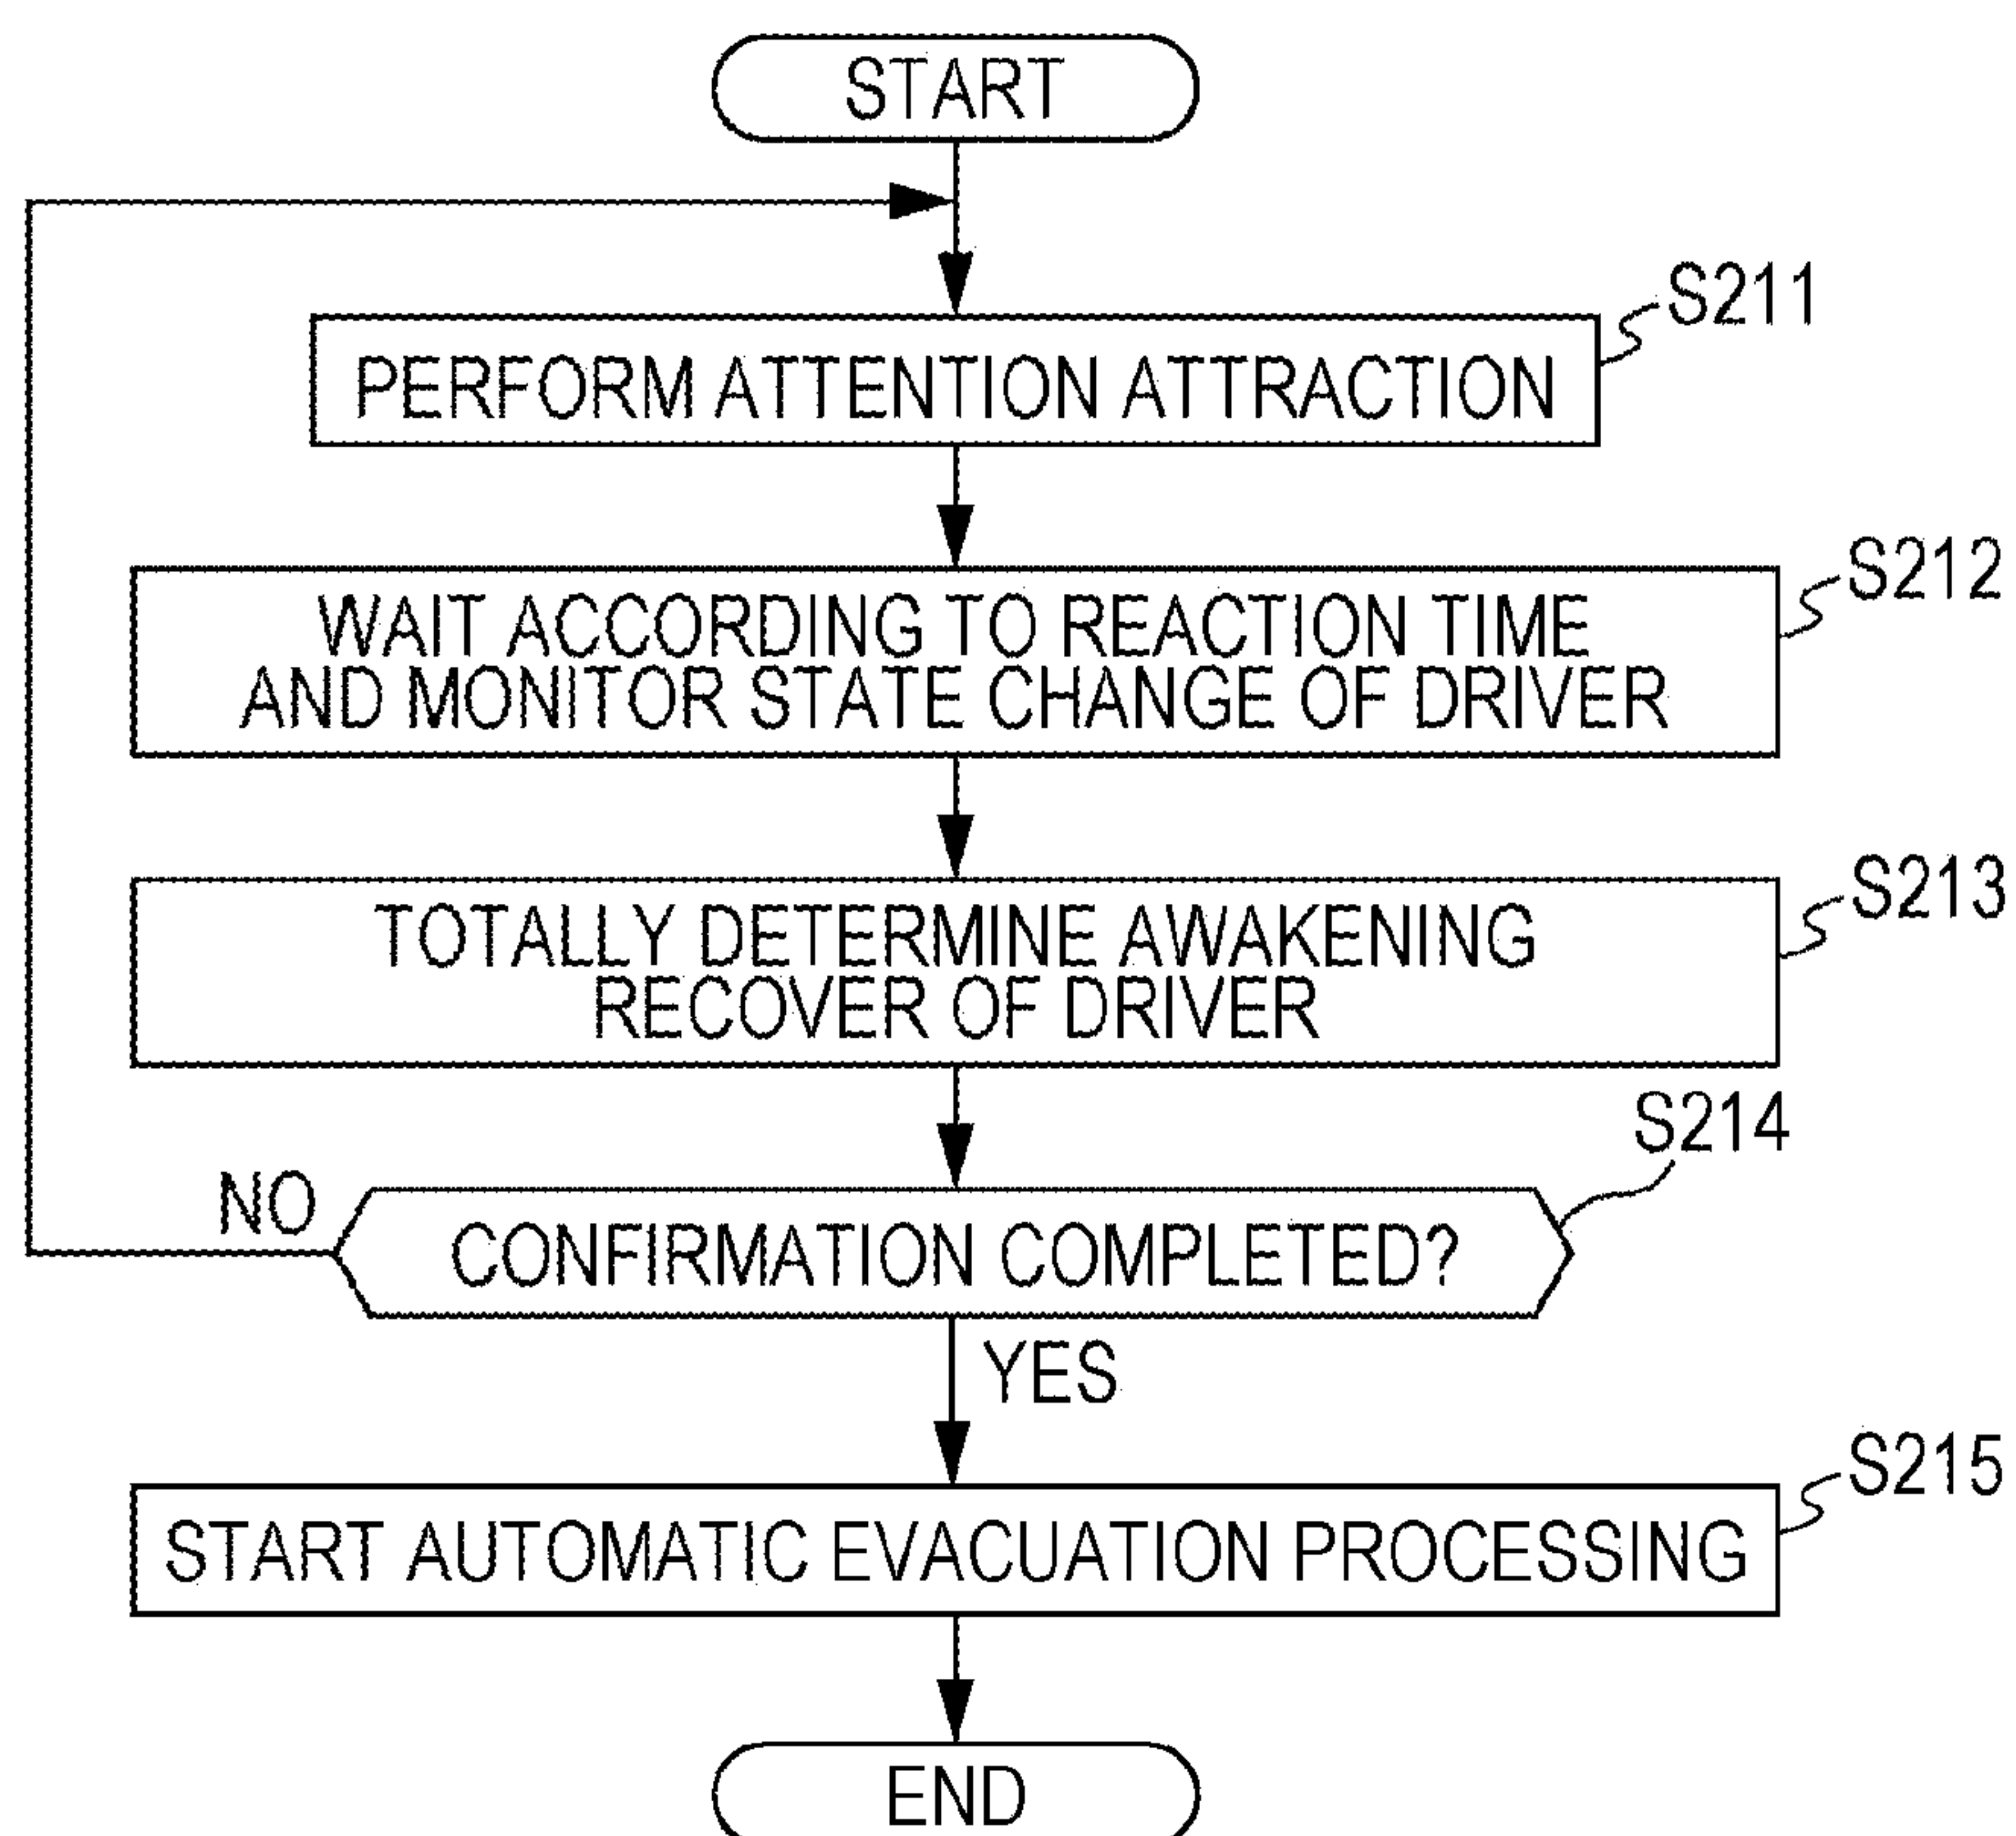 START
S211
PERFORM ATTENTION ATTRACTION
S212
WAIT ACCORDING TO REACTION TIME
AND MONITOR STATE CHANGE OF DRIVER
S213
TOTALLY DETERMINE AWAKENING
RECOVER OF DRIVER
S214
NO
CONFIRMATION COMPLETED?
YES
S215
START AUTOMATIC EVACUATION PROCESSING
END